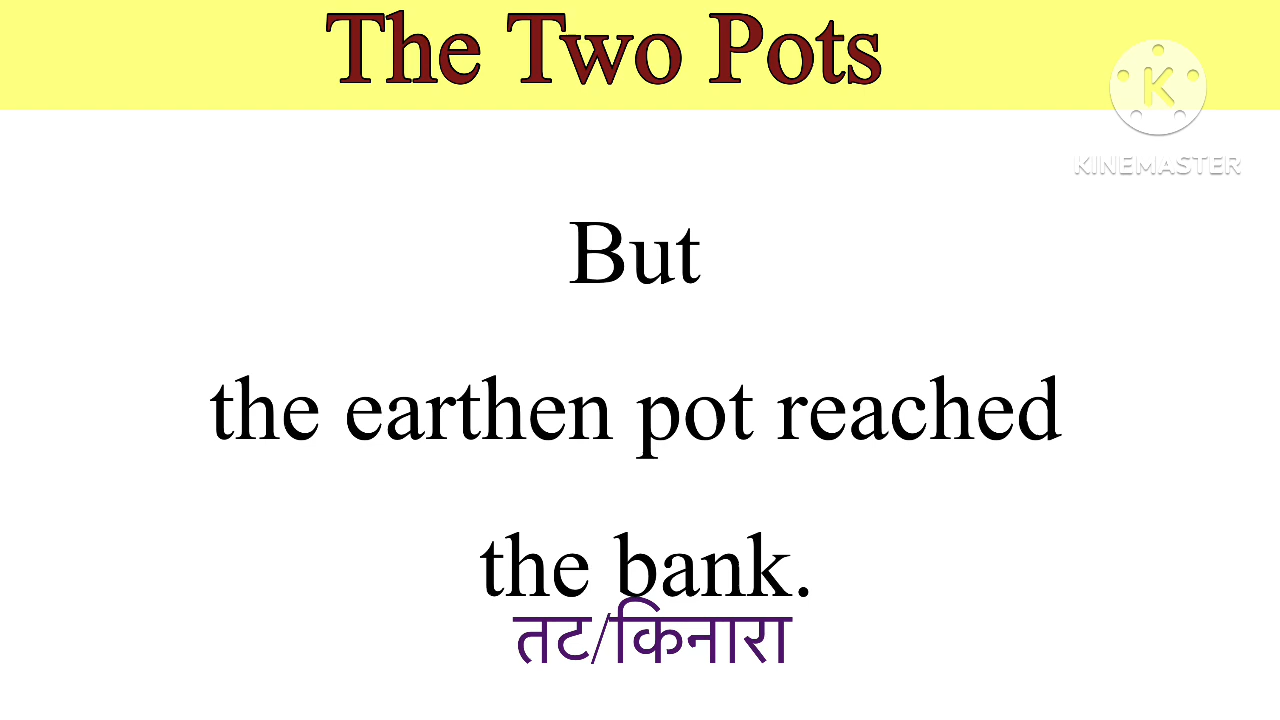 The Two Pots
K
KINEMASTER
But
the earthen pot reached
the bank.
तट/किनारा